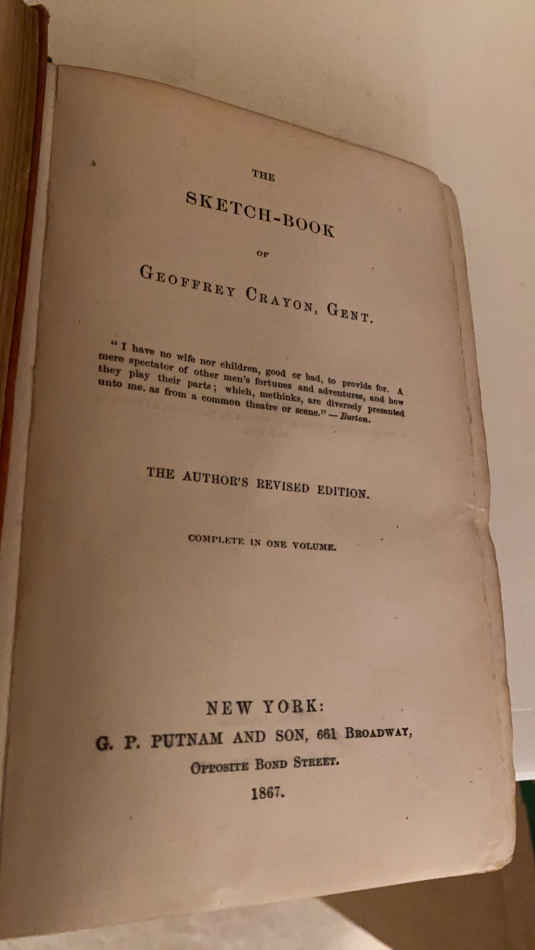 THE
SKETCH-BOOK
OF
GEOFFREY CRAYON, GENT.
"I have no wife nor children, good or bad, to provide for. A
mere spectator of other men's fortunes and adventures, and how
they play their parts; which, methinks, are diversely presented
unto me, as from a common theatre or scene." — Burton.
THE AUTHOR'S REVISED EDITION.
COMPLETE IN ONE VOLUME.
NEW YORK:
G. P. PUTNAM AND SON, 661 BROADWAY,
OPPOSITE BOND STREET.
1867.